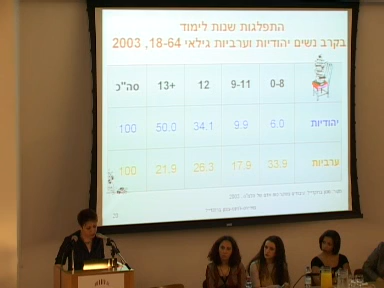 התפלגות שנות לימוד
בקרב נשים יהודיות וערביות גילאי 18-64, 2003
0-8 9-11 12 13+ סה"כ
יהודיות 6.0 9.9 34.1 50.0 100
ערביות 33.9 17.9 26.3 21.9 100